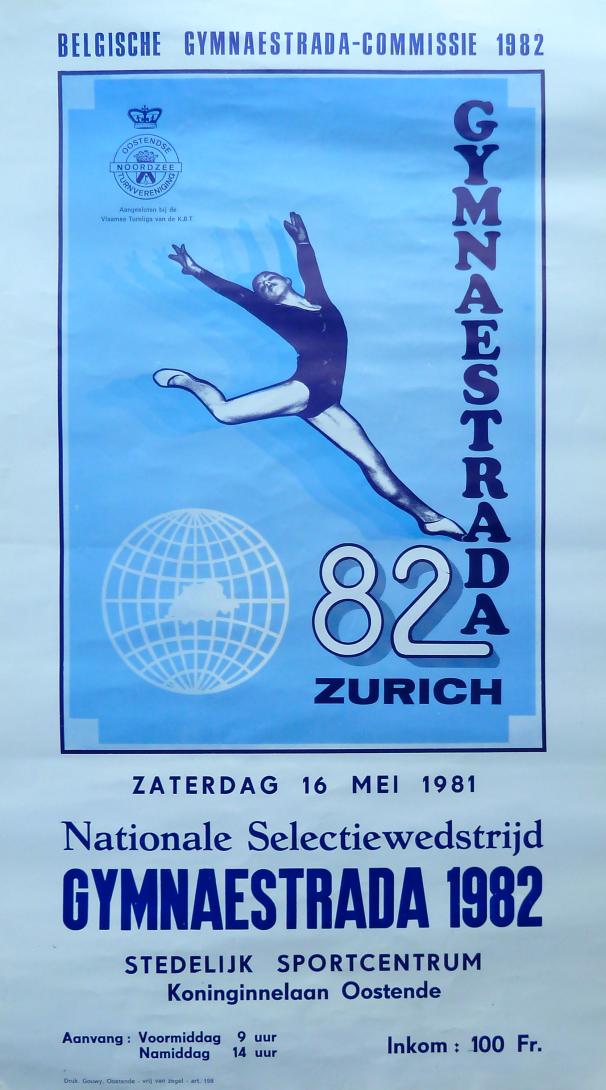 BELGISCHE GYMNAESTRADA-COMMISSIE 1982
OOSTENDSE
NOORDZEE
TURNVERENIGING
Aangesloten bij de
Vlaamse Turnliga van de K.B.T.
GYMNAESTRADA
82
ZURICH
ZATERDAG 16 MEI 1981
Nationale Selectiewedstrijd
GYMNAESTRADA 1982
STEDELIJK SPORTCENTRUM
Koninginnelaan Oostende
Aanvang : Voormiddag 9 uur
Namiddag 14 uur
Inkom : 100 Fr.
Druk. Gouwy, Oostende - vrij van zegel - art. 198